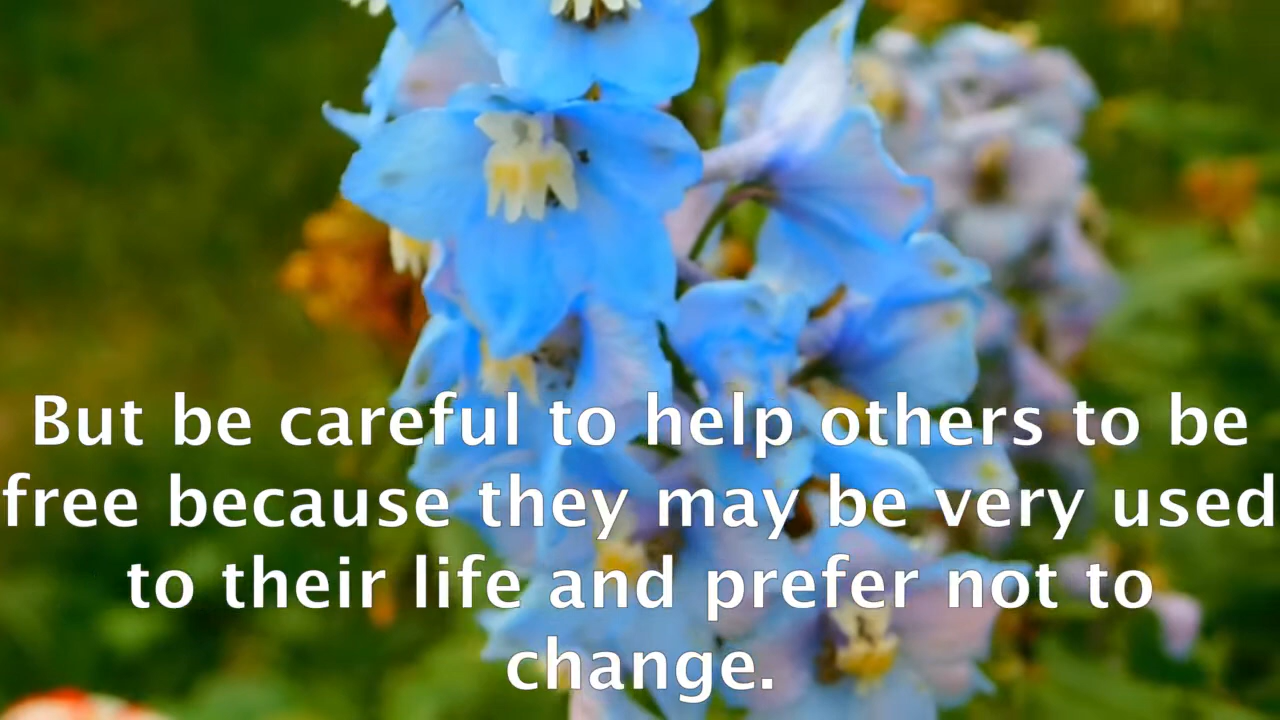 But be careful to help others to be
free because they may be very used
to their life and prefer not to
change.